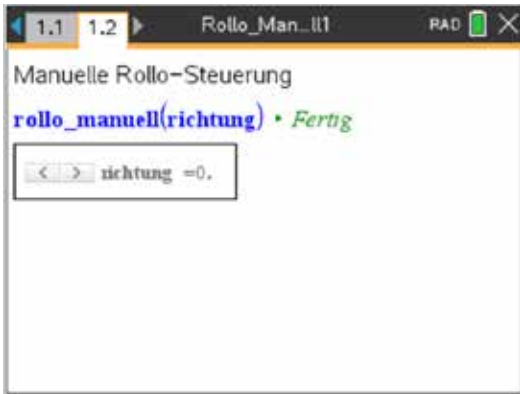 1.1 1.2 Rollo_Man...ll1 RAD
Manuelle Rollo-Steuerung
rollo_manuell(richtung) ▸ Fertig
< > richtung =0.